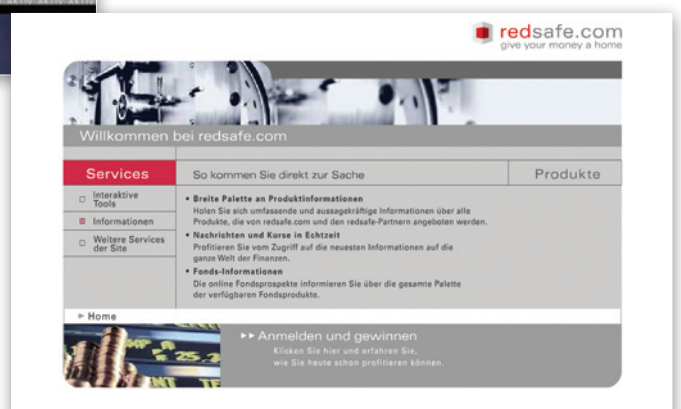 redsafe.com
give your money a home
Willkommen bei redsafe.com
Services
So kommen Sie direkt zur Sache
Produkte
Interaktive
Tools
Informationen
Weitere Services
der Site
• Breite Palette an Produktinformationen
Holen Sie sich umfassende und aussagekräftige Informationen über alle
Produkte, die von redsafe.com und den redsafe-Partnern angeboten werden.
• Nachrichten und Kurse in Echtzeit
Profitieren Sie vom Zugriff auf die neuesten Informationen auf die
ganze Welt der Finanzen.
• Fonds-Informationen
Die online Fondsprospekte informieren Sie über die gesamte Palette
der verfügbaren Fondsprodukte.
► Home
►► Anmelden und gewinnen
Klicken Sie hier und erfahren Sie,
wie Sie heute schon profitieren können.